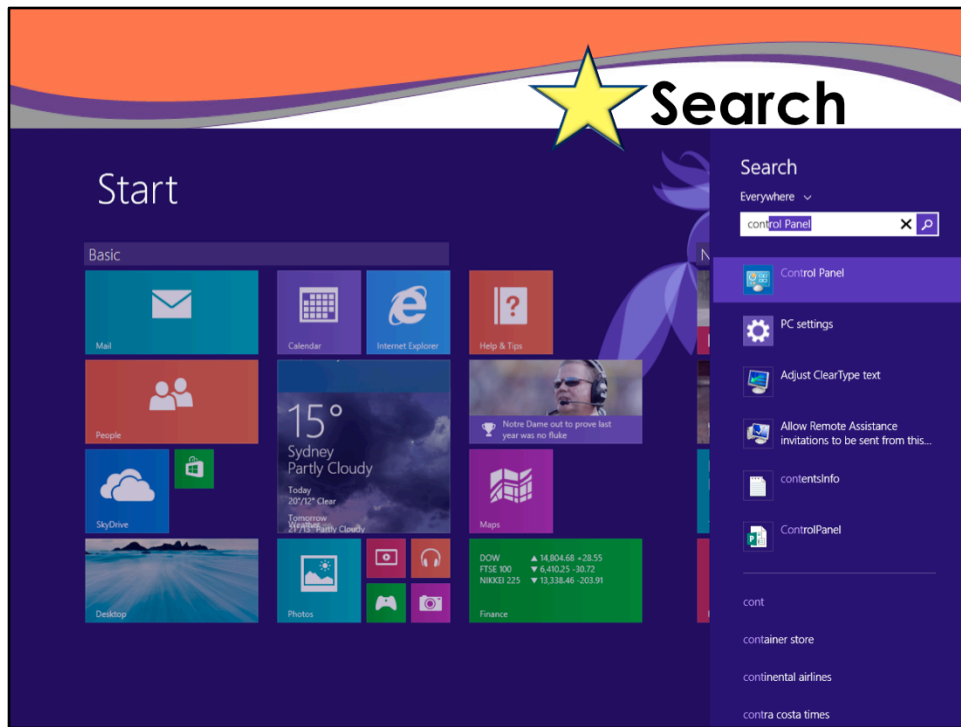 Search
Start
Basic
N
Mail
Calendar
Internet Explorer
Help & Tips
People
15°
Sydney
Partly Cloudy
Today
20°/12° Clear
Tomorrow
21°/13° Partly Cloudy
Weather
Notre Dame out to prove last
year was no fluke
SkyDrive
Maps
Desktop
Photos
DOW ▲ 14,804.68 +28.55
FTSE 100 ▼ 6,410.25 -30.72
NIKKEI 225 ▼ 13,338.46 -203.91
Finance
Search
Everywhere
control Panel
Control Panel
PC settings
Adjust ClearType text
Allow Remote Assistance
invitations to be sent from this...
contentsInfo
ControlPanel
cont
container store
continental airlines
contra costa times